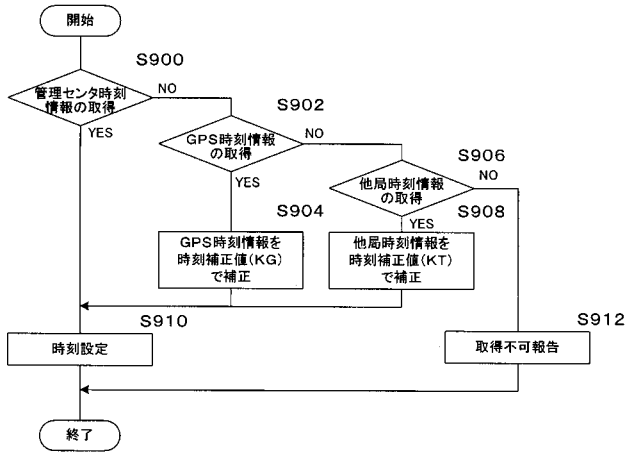 開始
S900
管理センタ時刻
情報の取得
NO
YES
S902
GPS時刻情報
の取得
NO
YES
S906
他局時刻情報
の取得
NO
YES
S904
GPS時刻情報を
時刻補正値(KG)
で補正
S908
他局時刻情報を
時刻補正値(KT)
で補正
S910
時刻設定
S912
取得不可報告
終了